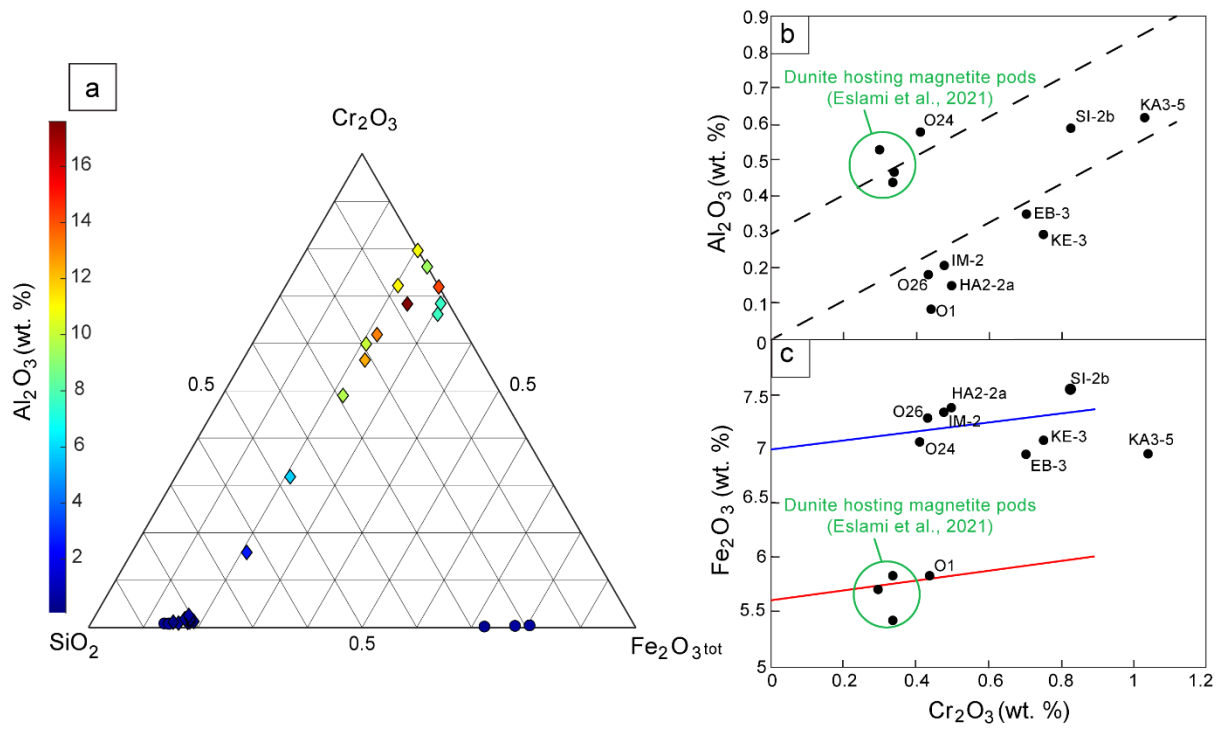 a
Cr2O3
Al2O3 (wt. %)
16
14
12
10
8
6
4
2
0.5
0.5
SiO2
0.5
Fe2O3tot
b
Al2O3 (wt. %)
0.9
0.8
0.7
0.6
0.5
0.4
0.3
0.2
0.1
0
Dunite hosting magnetite pods
(Eslami et al., 2021)
O24
SI-2b
KA3-5
EB-3
KE-3
IM-2
O26
HA2-2a
O1
c
Fe2O3 (wt. %)
7.5
7
6.5
6
5.5
5
SI-2b
HA2-2a
O26
IM-2
O24
KE-3
EB-3
KA3-5
Dunite hosting magnetite pods
(Eslami et al., 2021)
O1
0
0.2
0.4
0.6
0.8
1
1.2
Cr2O3 (wt. %)